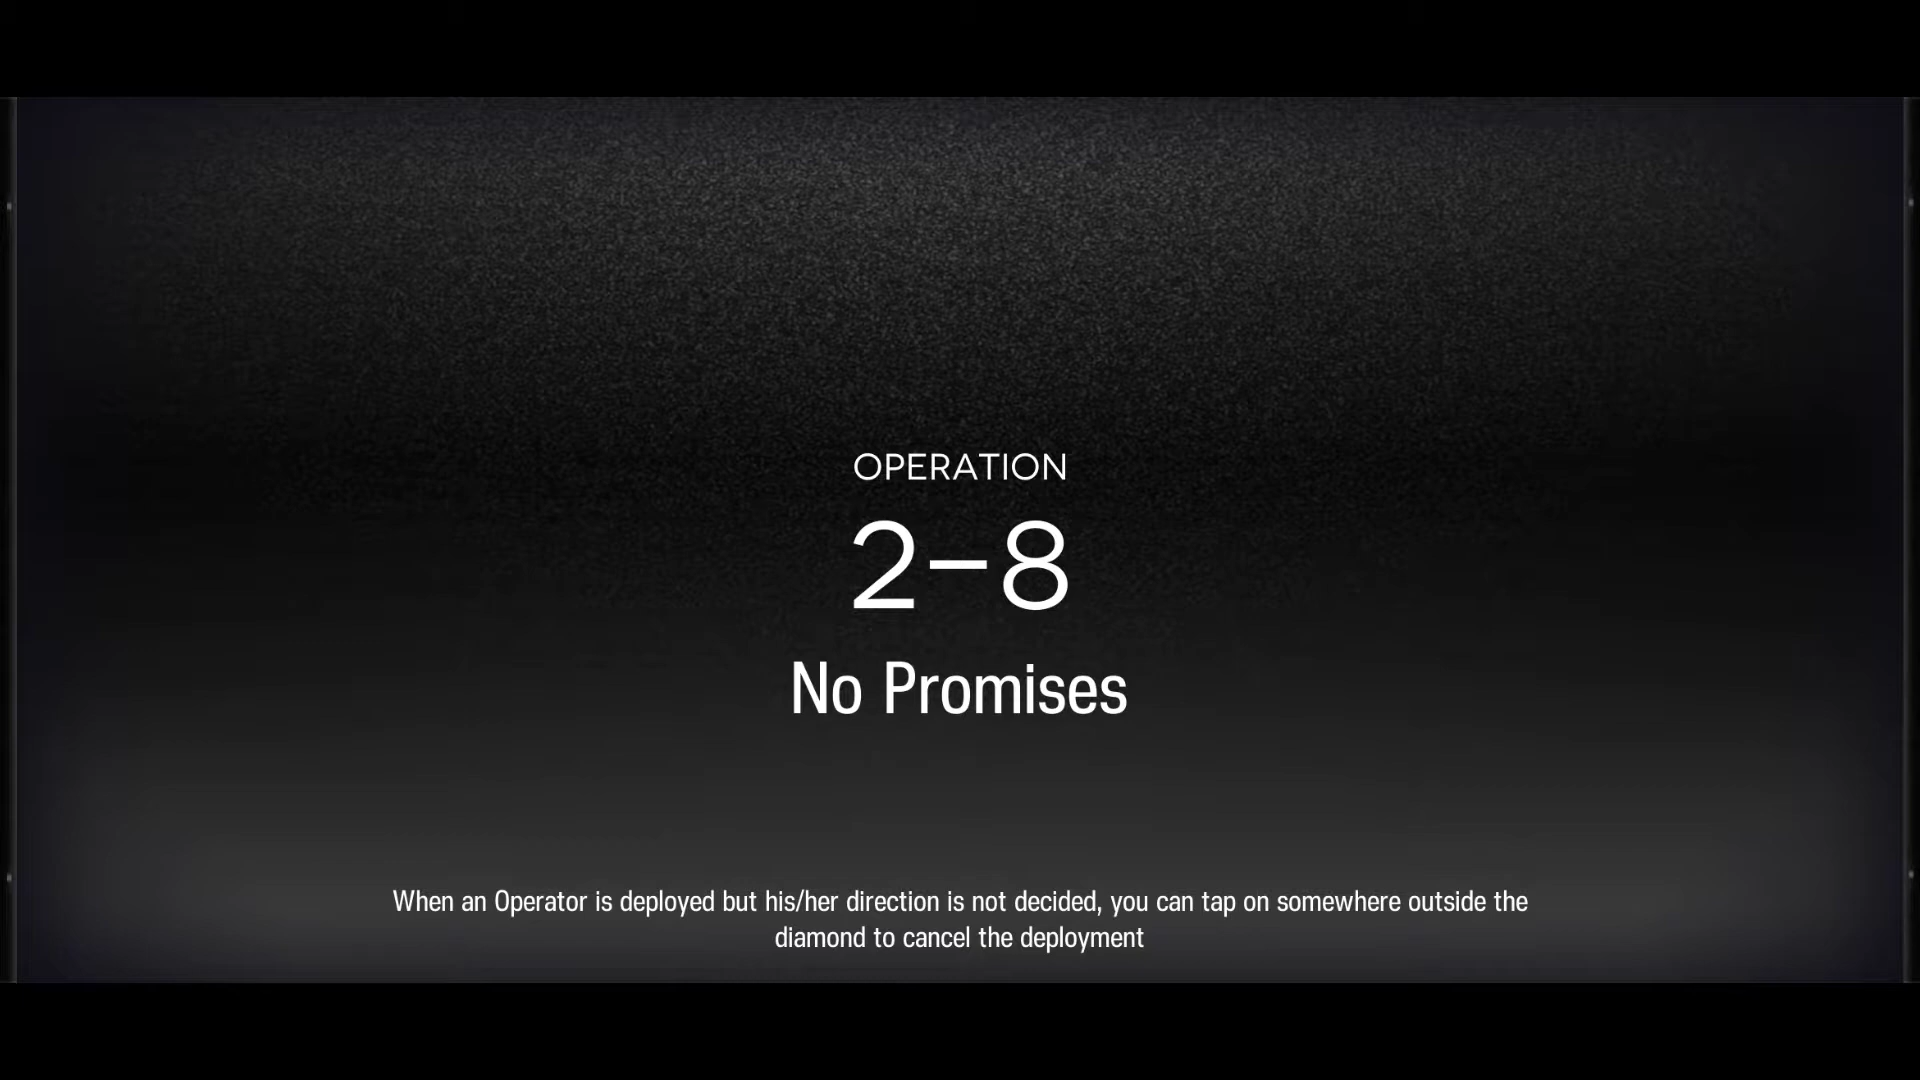 OPERATION
2-8
No Promises
When an Operator is deployed but his/her direction is not decided, you can tap on somewhere outside the
diamond to cancel the deployment